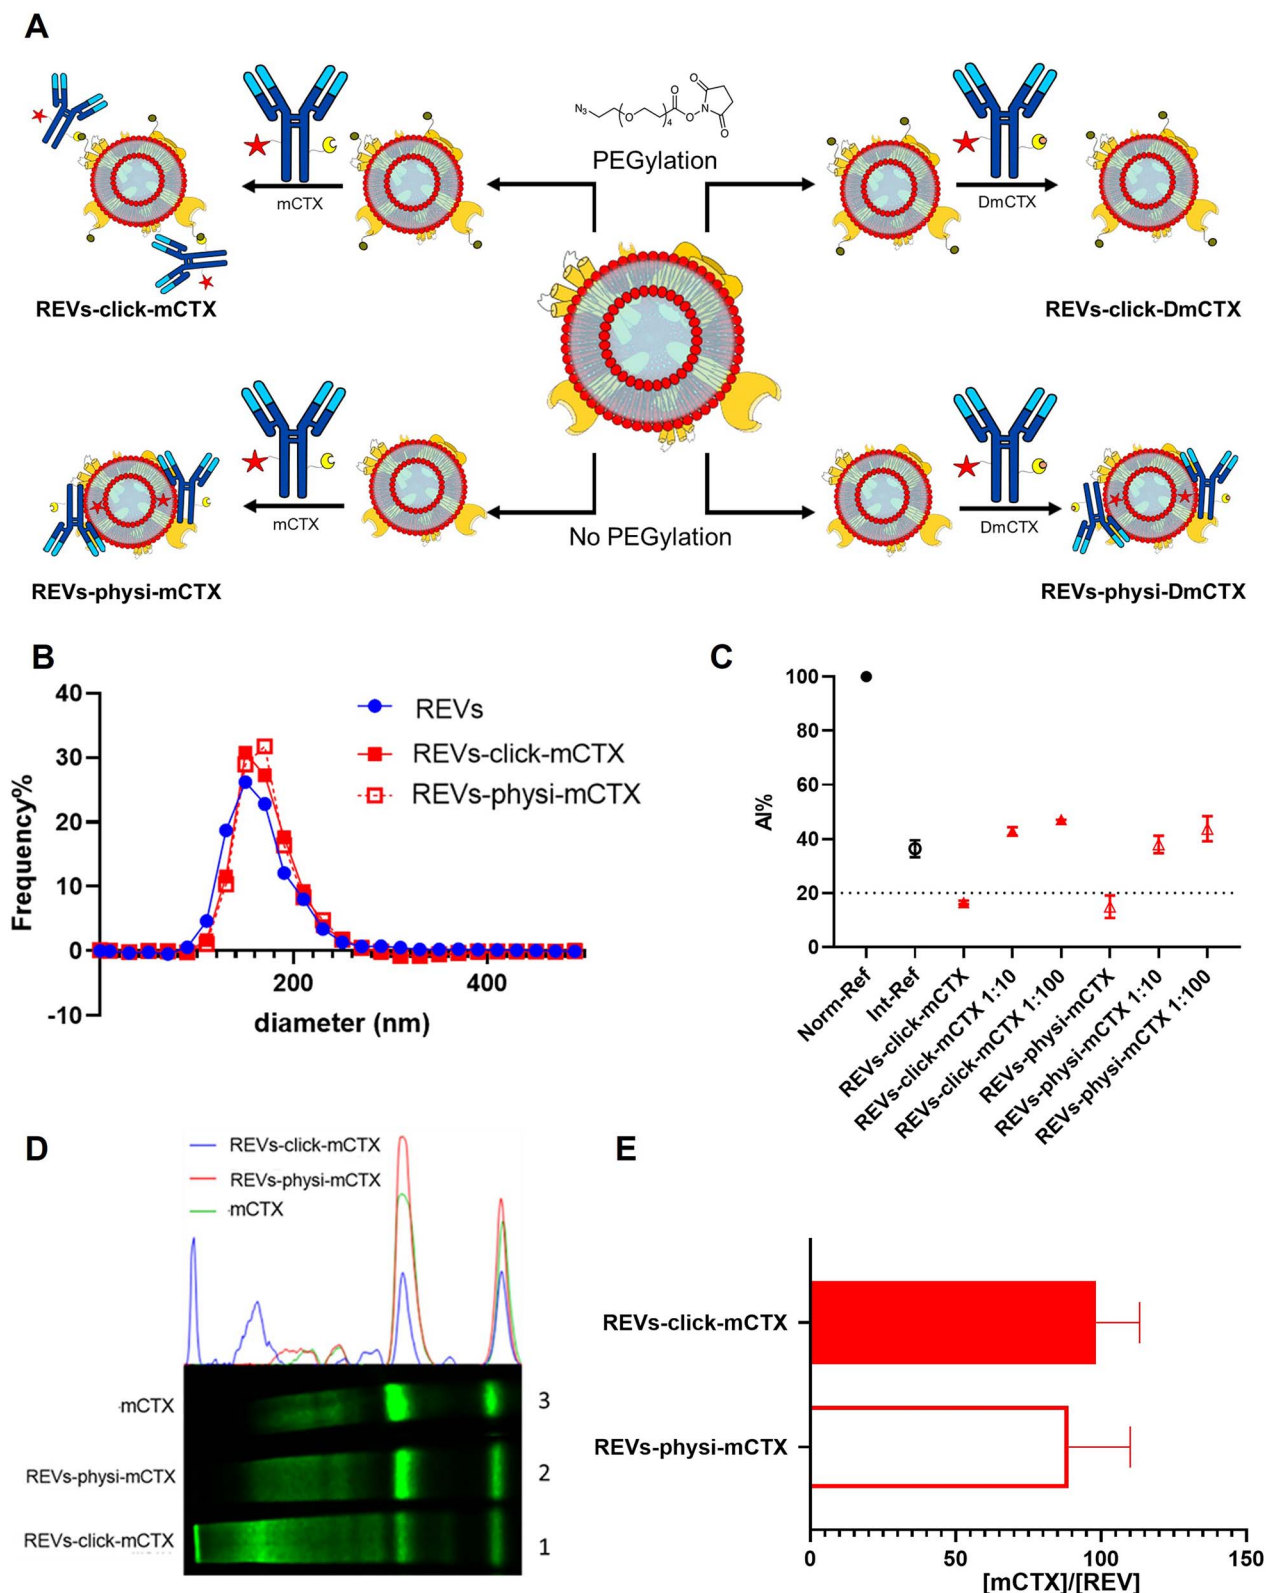 A
N₃
O
4
O
O
N
O
O
PEGylation
mCTX
DmCTX
REVs-click-mCTX
REVs-click-DmCTX
mCTX
DmCTX
No PEGylation
REVs-physi-mCTX
REVs-physi-DmCTX
B
40
30
20
10
0
-10
Frequency%
200
400
diameter (nm)
REVs
REVs-click-mCTX
REVs-physi-mCTX
C
100
80
60
40
20
0
AI%
Norm-Ref
Int-Ref
REVs-click-mCTX
REVs-click-mCTX 1:10
REVs-click-mCTX 1:100
REVs-physi-mCTX
REVs-physi-mCTX 1:10
REVs-physi-mCTX 1:100
D
REVs-click-mCTX
REVs-physi-mCTX
mCTX
mCTX
3
REVs-physi-mCTX
2
REVs-click-mCTX
1
E
REVs-click-mCTX
REVs-physi-mCTX
0
50
100
150
[mCTX]/[REV]